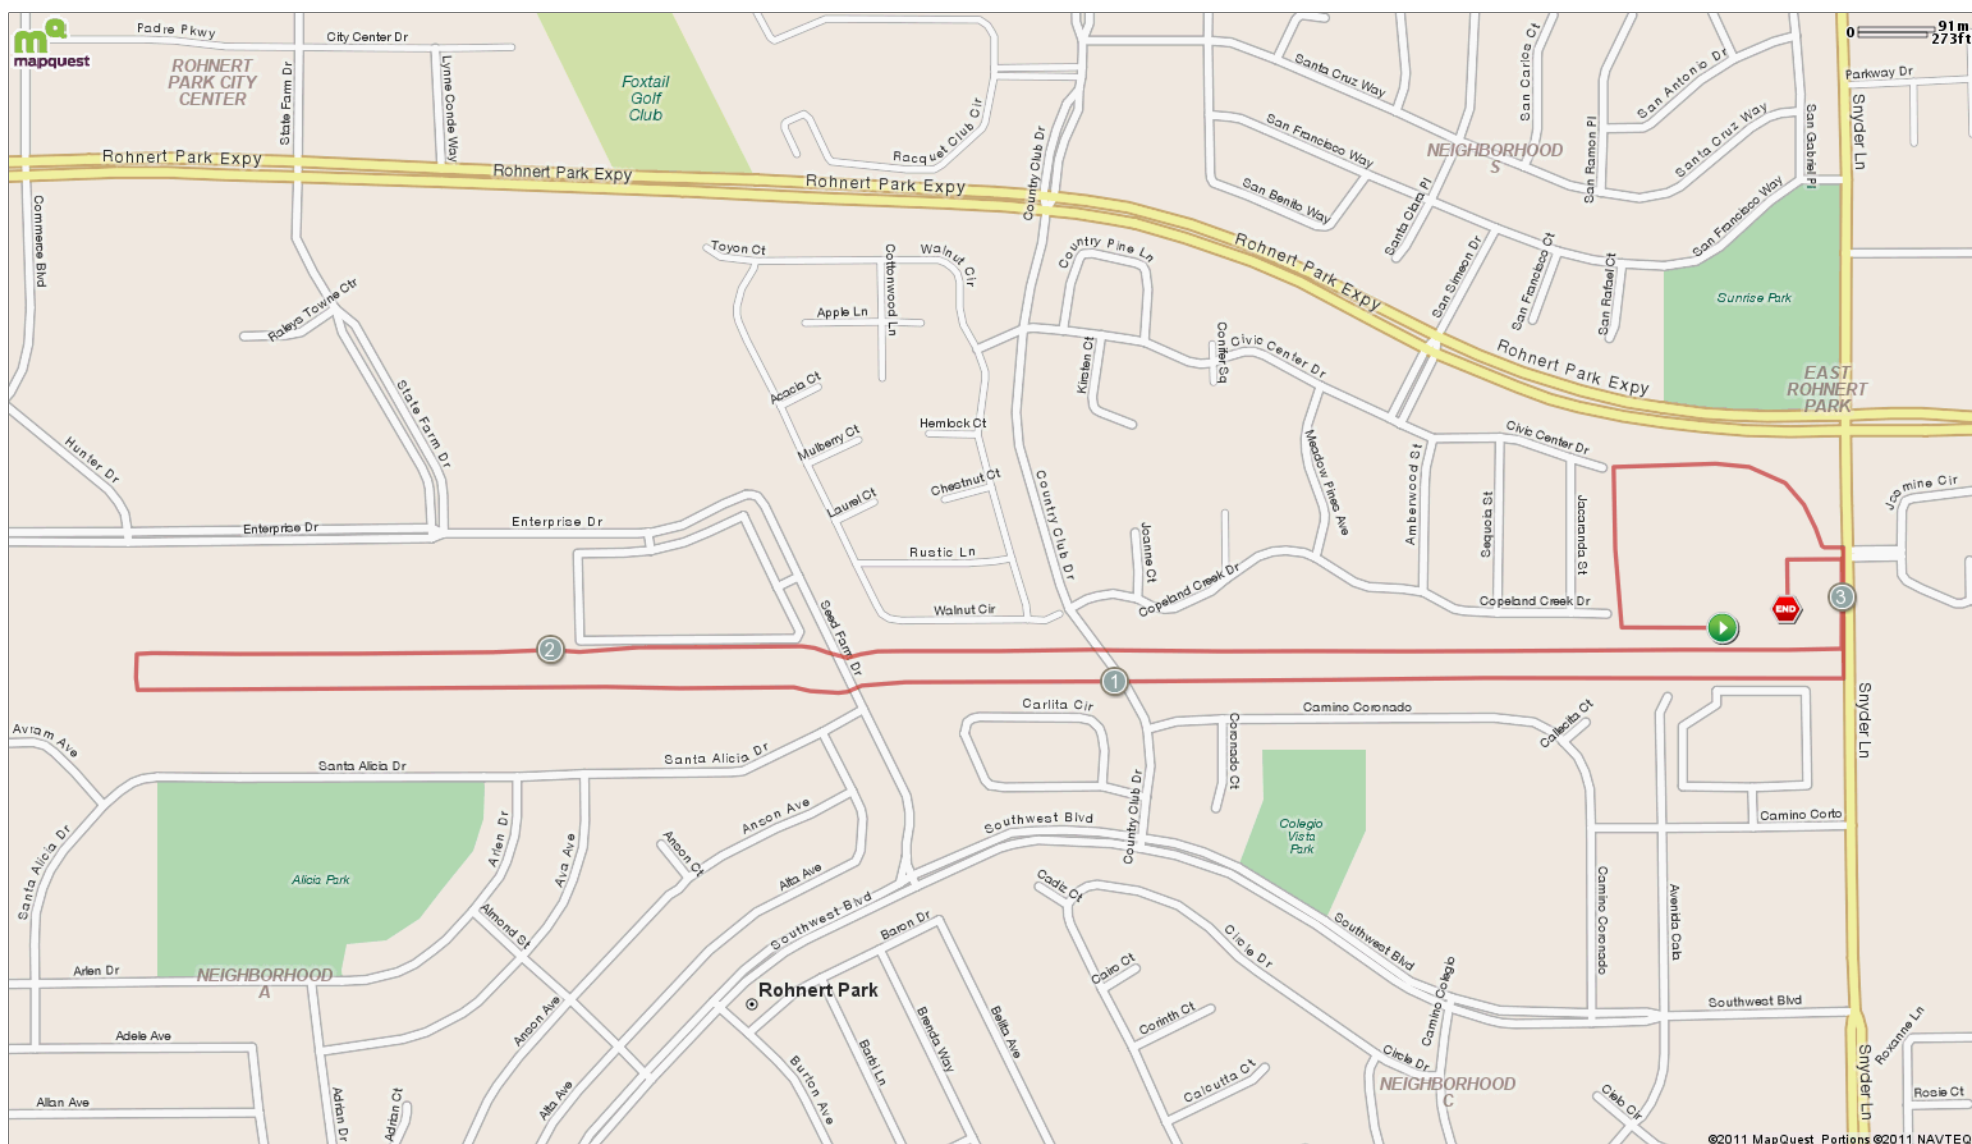 mapquest
0
91m
273ft
Padre Pkwy
City Center Dr
ROHNERT
PARK CITY
CENTER
State Farm Dr
Lynne Conde Way
Foxtail
Golf
Club
Racquet Club Cir
Country Club Dr
Santa Cruz Way
San Carlos Ct
San Antonio Dr
Parkway Dr
Snyder Ln
San Francisco Way
NEIGHBORHOOD
S
San Ramon Pl
Santa Cruz Way
San Gabriel Pl
San Benito Way
Santa Clara Pl
San Francisco Way
Rohnert Park Expy
Rohnert Park Expy
Rohnert Park Expy
Rohnert Park Expy
Rohnert Park Expy
Commerce Blvd
Toyon Ct
Cottonwood Ln
Walnut Cir
Country Pine Ln
San Simeon Dr
San Francisco Ct
San Rafael Ct
Sunrise Park
Raleys Towne Ctr
Apple Ln
Kirsten Ct
Conifer Sq
Civic Center Dr
EAST
ROHNERT
PARK
State Farm Dr
Acacia Ct
Hemlock Ct
Mulberry Ct
Chestnut Ct
Laurel Ct
Hunter Dr
Meadow Pines Ave
Amberwood St
Sequoia St
Civic Center Dr
Jacaranda St
Jasmine Cir
Enterprise Dr
Enterprise Dr
Rustic Ln
Country Club Dr
Joanne Ct
Copeland Creek Dr
Copeland Creek Dr
Walnut Cir
Seed Farm Dr
END
3
2
1
Avram Ave
Santa Alicia Dr
Santa Alicia Dr
Carlita Cir
Camino Coronado
Coronado Ct
Callecita Ct
Snyder Ln
Santa Alicia Dr
Alicia Park
Arlen Dr
Ava Ave
Anson Ave
Anson Ct
Alta Ave
Southwest Blvd
Country Club Dr
Colegio
Vista
Park
Camino Corto
Almond St
Southwest Blvd
Baron Dr
Cadiz Ct
Circle Dr
Southwest Blvd
Camino Coronado
Avenida Cala
Arlen Dr
NEIGHBORHOOD
A
Rohnert Park
Cairo Ct
Camino Colegio
Southwest Blvd
Adele Ave
Anson Ave
Brenda Way
Belita Ave
Corinth Ct
Circle Dr
Roxanne Ln
Snyder Ln
Allan Ave
Adrian Dr
Adrian Ct
Alta Ave
Burton Ave
Barbi Ln
Calcutta Ct
NEIGHBORHOOD
C
Cielo Cir
Rosie Ct
©2011 MapQuest Portions ©2011 NAVTEQ